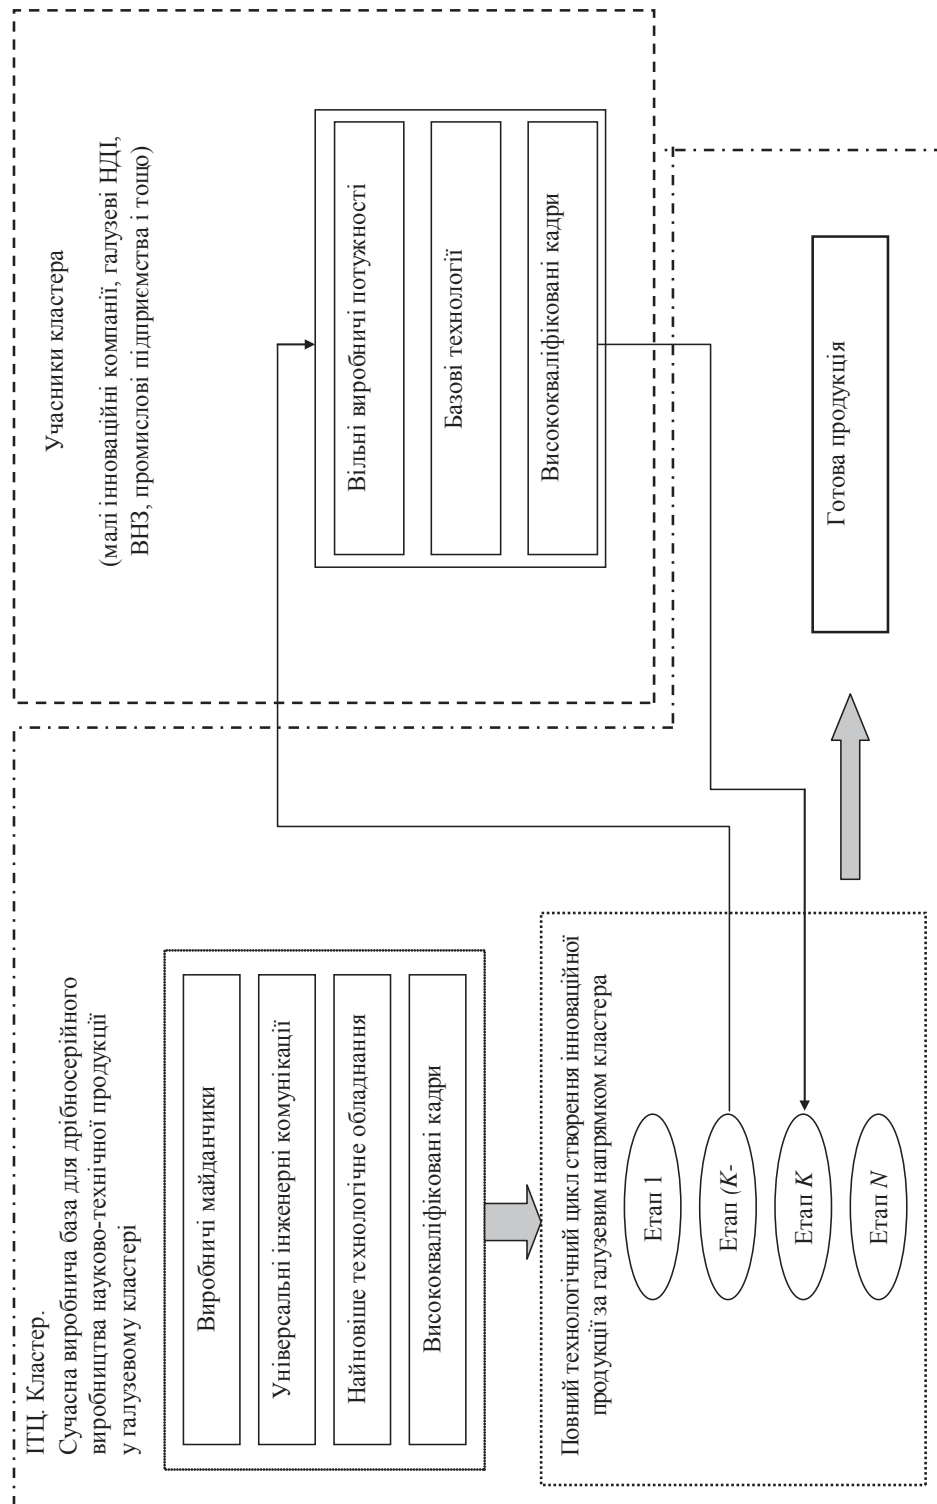 ІТЦ. Кластер.
Сучасна виробнича база для дрібносерійного
виробництва науково-технічної продукції
у галузевому кластері
Виробничі майданчики
Універсальні інженерні комунікації
Найновіше технологічне обладнання
Висококваліфіковані кадри
Повний технологічний цикл створення інноваційної
продукції за галузевим напрямком кластера
Етап 1
Етап (K-
Етап K
Етап N
Учасники кластера
(малі інноваційні компанії, галузеві НДІ,
ВНЗ, промислові підприємства і тощо)
Вільні виробничі потужності
Базові технології
Висококваліфіковані кадри
Готова продукція